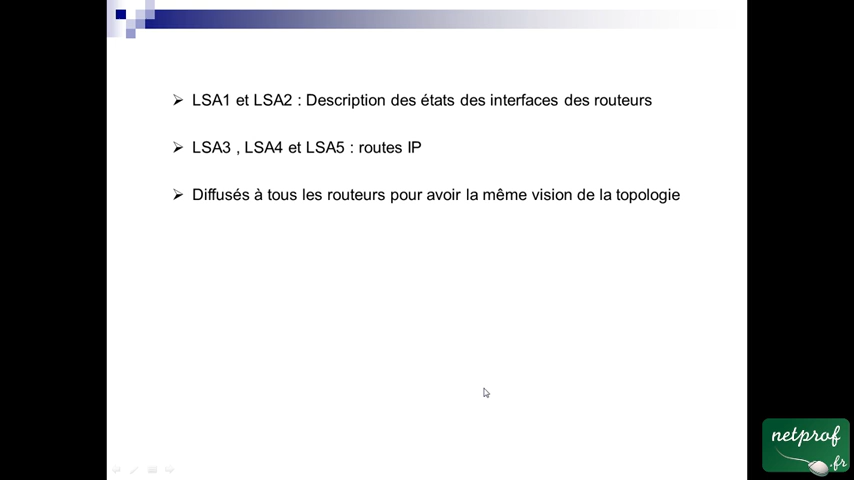 LSA1 et LSA2 : Description des états des interfaces des routeurs
LSA3 , LSA4 et LSA5 : routes IP
Diffusés à tous les routeurs pour avoir la même vision de la topologie
netprof
.fr